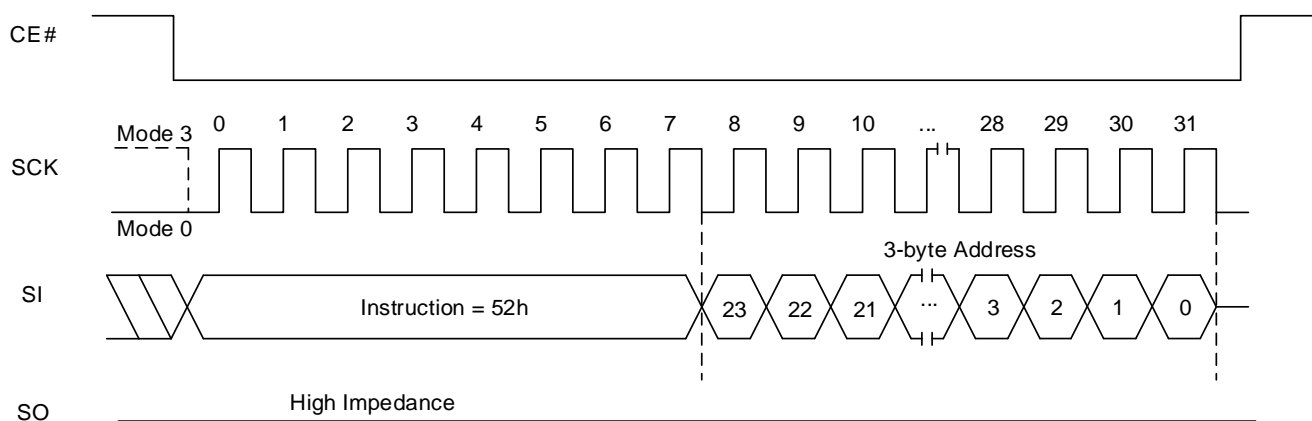 CE#
0 1 2 3 4 5 6 7 8 9 10 ... 28 29 30 31
Mode 3
SCK
Mode 0
3-byte Address
SI
Instruction = 52h 23 22 21 ... 3 2 1 0
High Impedance
SO